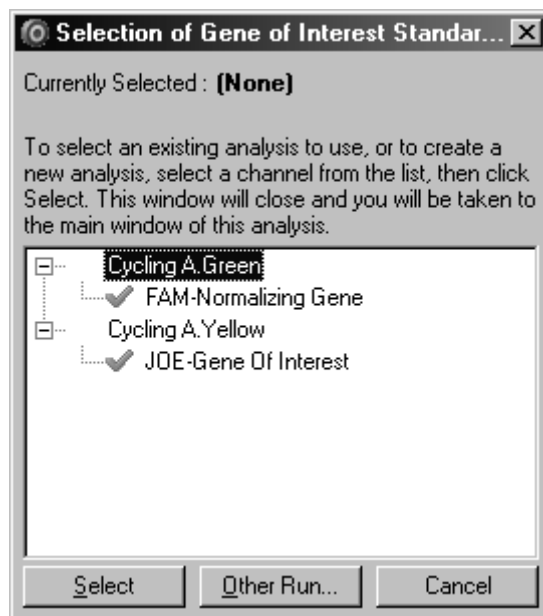 Selection of Gene of Interest Standar...
Currently Selected : (None)
To select an existing analysis to use, or to create a
new analysis, select a channel from the list, then click
Select. This window will close and you will be taken to
the main window of this analysis.
Cycling A.Green
FAM-Normalizing Gene
Cycling A.Yellow
JOE-Gene Of Interest
Select Other Run... Cancel